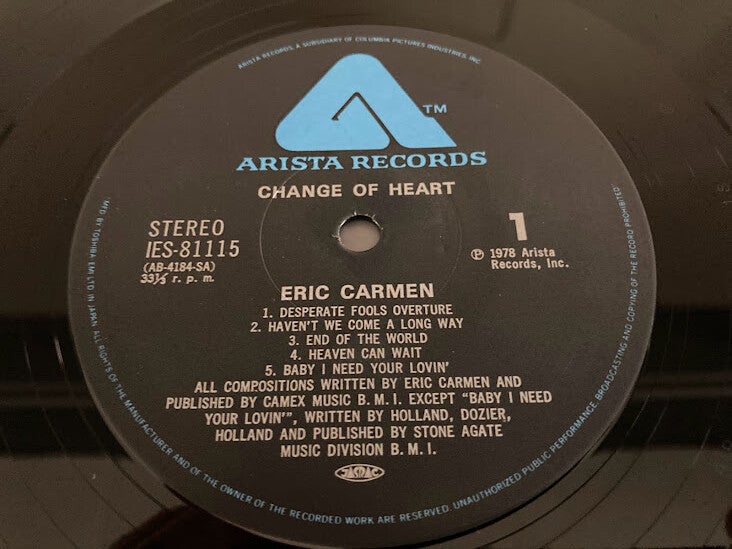 ARISTA RECORDS, A SUBSIDIARY OF COLUMBIA PICTURES INDUSTRIES, INC.
TM
ARISTA RECORDS
CHANGE OF HEART
STEREO
IES-81115
(AB-4184-SA)
33⅓ r. p. m.
1
℗ 1978 Arista
Records, Inc.
ERIC CARMEN
1. DESPERATE FOOLS OVERTURE
2. HAVEN'T WE COME A LONG WAY
3. END OF THE WORLD
4. HEAVEN CAN WAIT
5. BABY I NEED YOUR LOVIN'
ALL COMPOSITIONS WRITTEN BY ERIC CARMEN AND
PUBLISHED BY CAMEX MUSIC B. M. I. EXCEPT "BABY I NEED
YOUR LOVIN'", WRITTEN BY HOLLAND, DOZIER,
HOLLAND AND PUBLISHED BY STONE AGATE
MUSIC DIVISION B. M. I.
JASRAC
MFD BY TOSHIBA EMI LTD IN JAPAN ALL RIGHTS OF THE MANUFACTURER AND OF THE OWNER OF THE RECORDED WORK ARE RESERVED. UNAUTHORIZED PUBLIC PERFORMANCE, BROADCASTING AND COPYING OF THE RECORD PROHIBITED